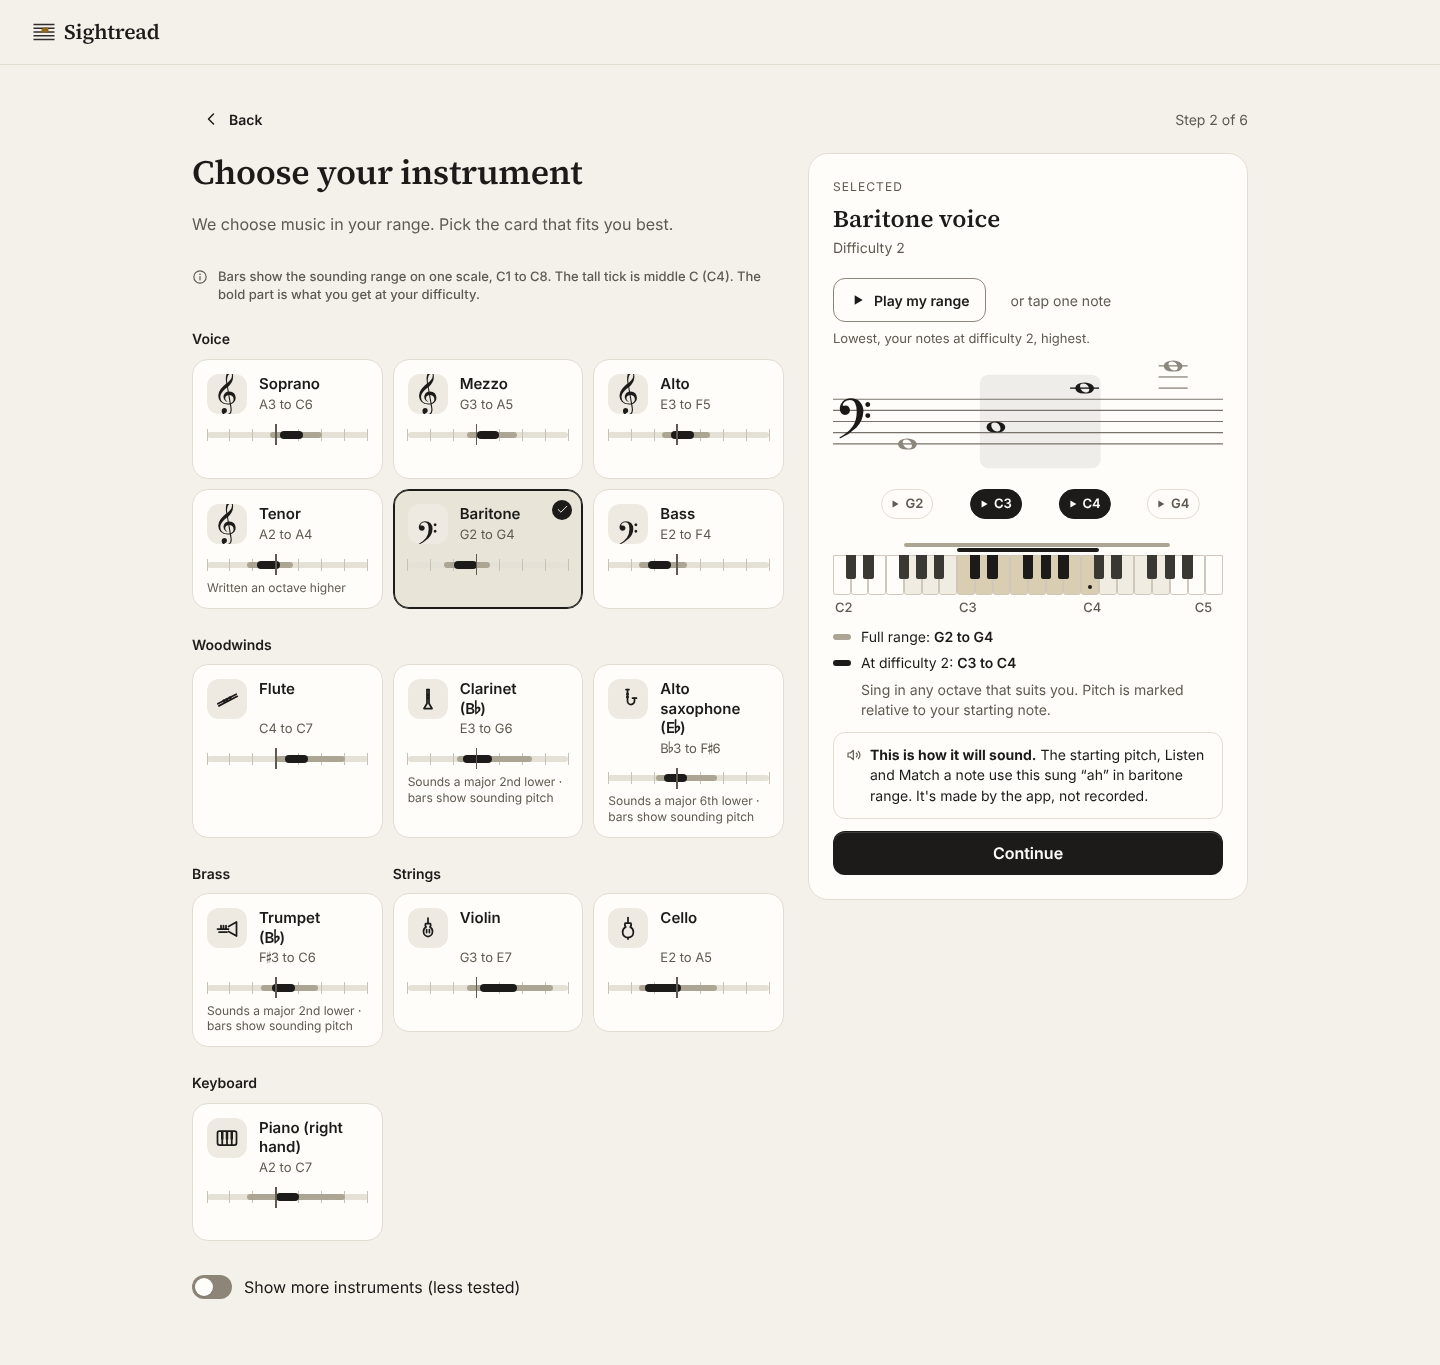 Sightread
Back
Step 2 of 6
Choose your instrument
We choose music in your range. Pick the card that fits you best.
Bars show the sounding range on one scale, C1 to C8. The tall tick is middle C (C4). The
bold part is what you get at your difficulty.
Voice
Soprano
A3 to C6
Mezzo
G3 to A5
Alto
E3 to F5
Tenor
A2 to A4
Written an octave higher
Baritone
G2 to G4
Bass
E2 to F4
Woodwinds
Flute
C4 to C7
Clarinet
(B♭)
E3 to G6
Sounds a major 2nd lower ·
bars show sounding pitch
Alto
saxophone
(E♭)
B♭3 to F♯6
Sounds a major 6th lower ·
bars show sounding pitch
Brass
Trumpet
(B♭)
F♯3 to C6
Sounds a major 2nd lower ·
bars show sounding pitch
Strings
Violin
G3 to E7
Cello
E2 to A5
Keyboard
Piano (right
hand)
A2 to C7
Show more instruments (less tested)
SELECTED
Baritone voice
Difficulty 2
Play my range
or tap one note
Lowest, your notes at difficulty 2, highest.
G2
C3
C4
G4
C2
C3
C4
C5
Full range: G2 to G4
At difficulty 2: C3 to C4
Sing in any octave that suits you. Pitch is marked
relative to your starting note.
This is how it will sound. The starting pitch, Listen
and Match a note use this sung “ah” in baritone
range. It's made by the app, not recorded.
Continue